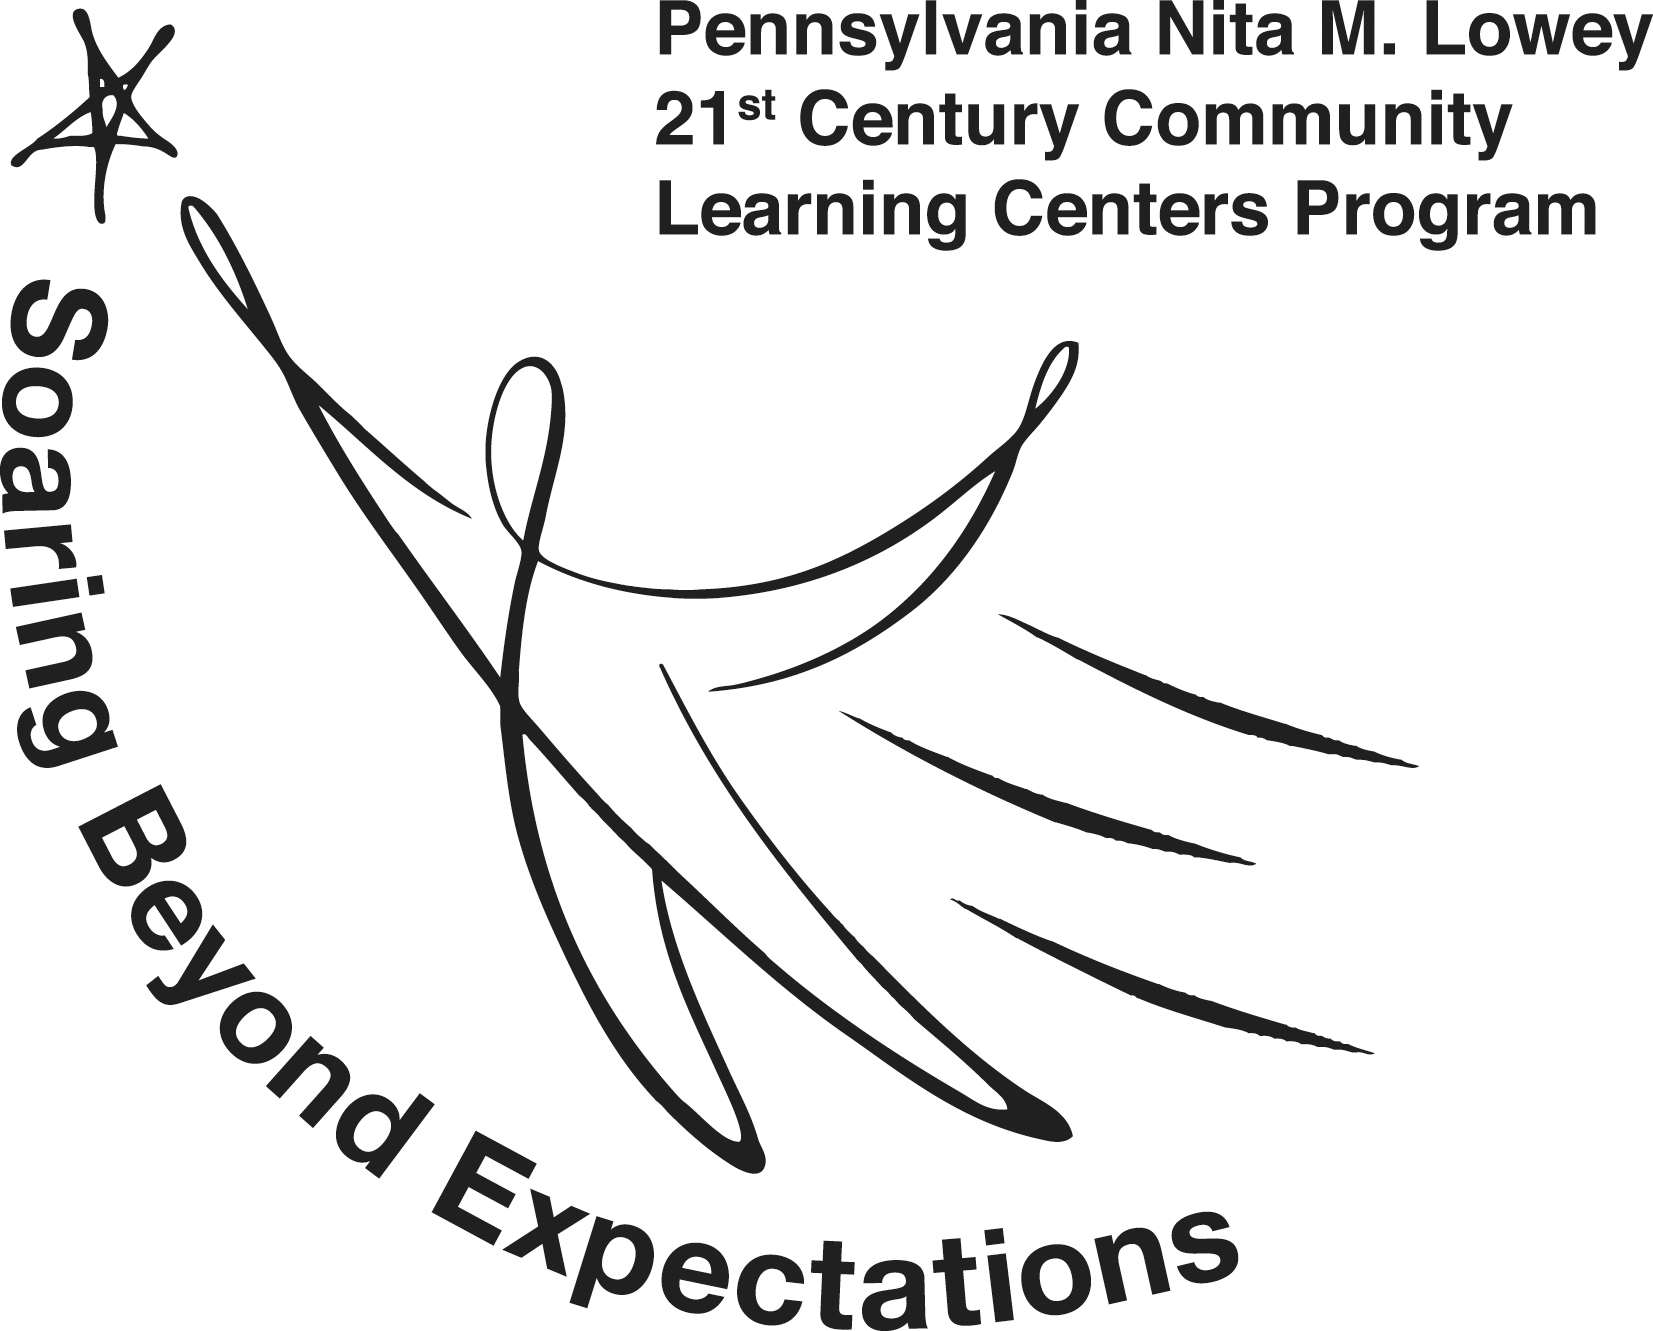 Pennsylvania Nita M. Lowey
21st Century Community
Learning Centers Program
Soaring Beyond Expectations